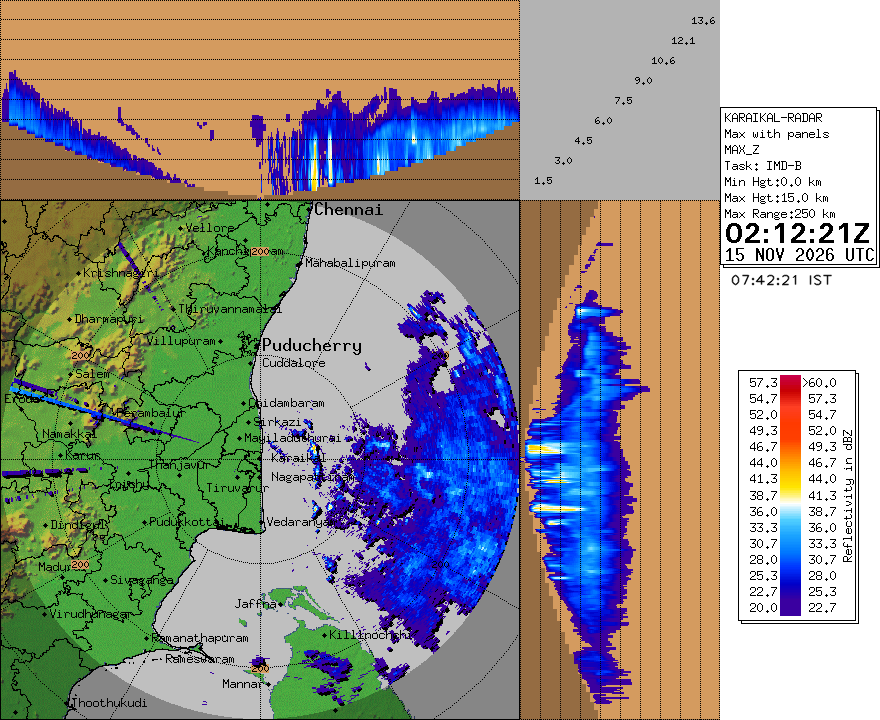 13.6
12.1
10.6
9.0
7.5
6.0
4.5
3.0
1.5
KARAIKAL-RADAR
Max with panels
MAX_Z
Task: IMD-B
Min Hgt:0.0 km
Max Hgt:15.0 km
Max Range:250 km
02:12:21Z
15 NOV 2026 UTC
07:42:21 IST
Chennai
Vellore
200
Mahabalipuram
Krishnagiri
Thiruvannamalai
Dharmapuri
Villupuram
Puducherry
200
Cuddalore
Salem
Chidambaram
Perambalur
Sirkazi
Namakkal
Mayiladuthurai
Karur
Karaikal
Thanjavur
Tiruvarur
Pudukkottai
Dindigul
200
Sivaganga
Jaffna
Virudhunagar
Ramanathapuram
Killinochchi
Rameswaram
200
Mannar
Thoothukudi
57.3 >60.0
54.7 57.3
52.0 54.7
49.3 52.0
46.7 49.3
44.0 46.7
41.3 44.0
38.7 41.3
36.0 38.7
33.3 36.0
30.7 33.3
28.0 30.7
25.3 28.0
22.7 25.3
20.0 22.7
Reflectivity in dBZ